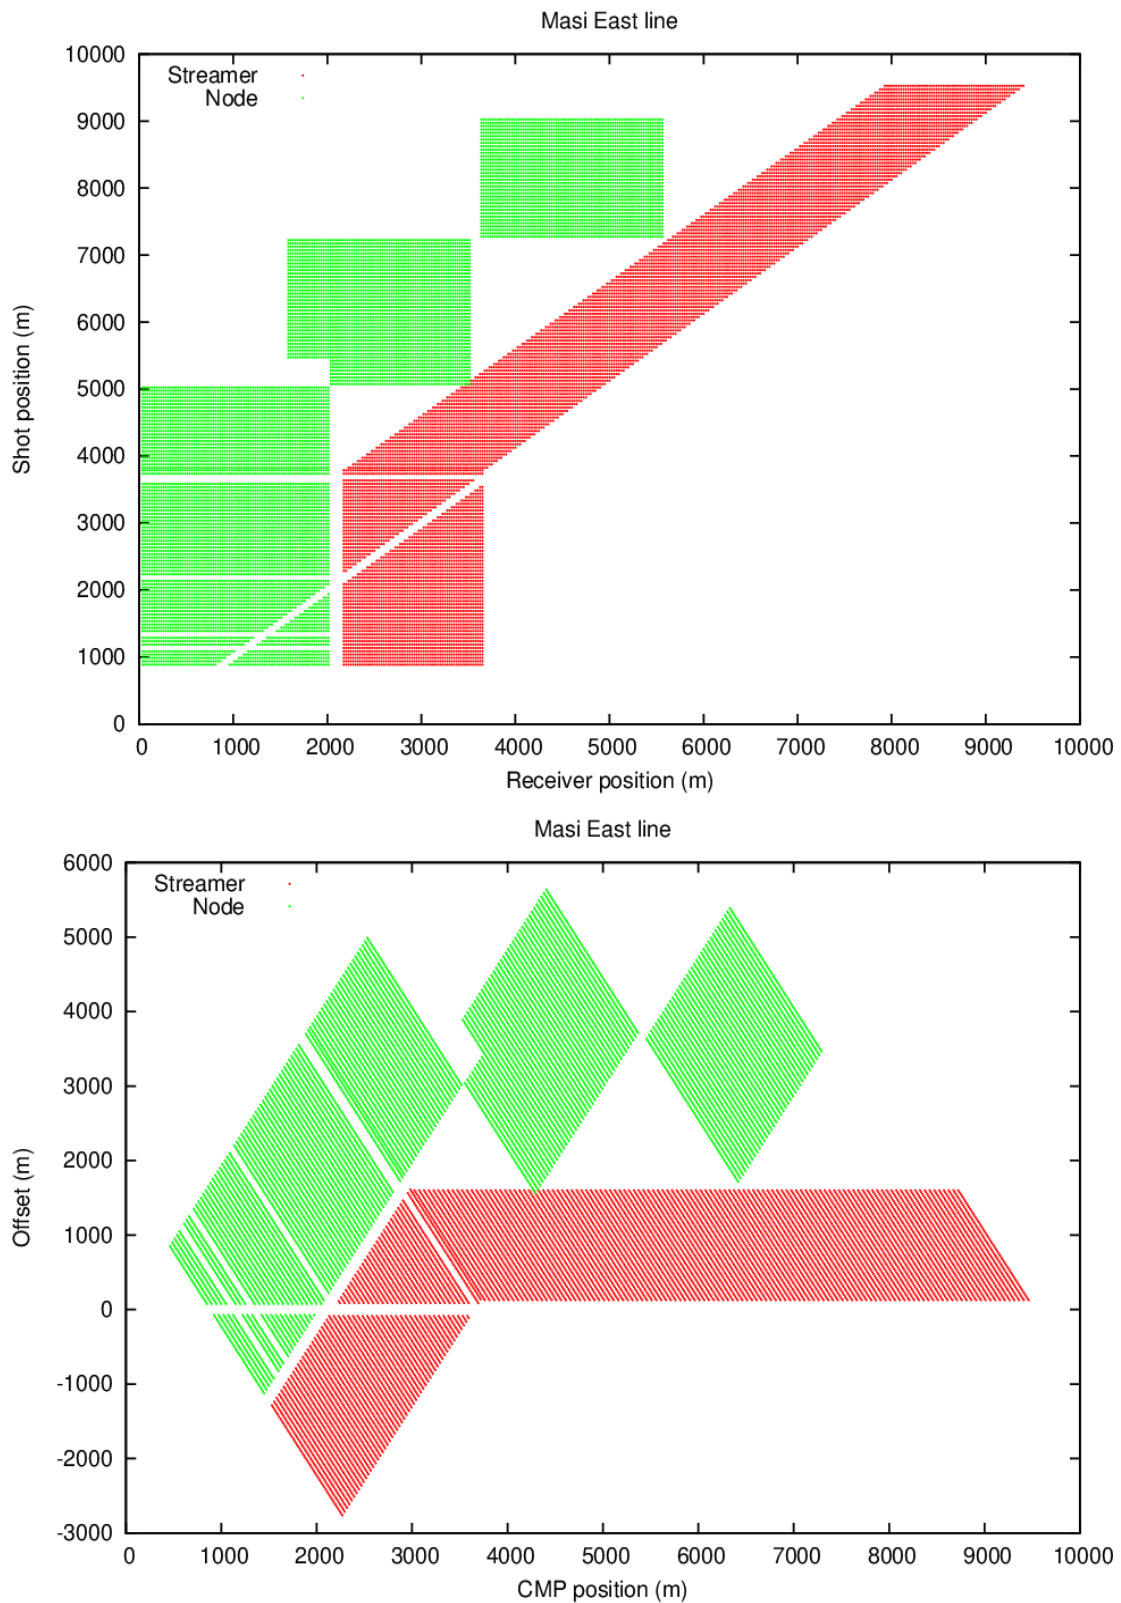 Masi East line
10000
9000
8000
7000
6000
5000
4000
3000
2000
1000
0
Shot position (m)
Streamer
Node
0 1000 2000 3000 4000 5000 6000 7000 8000 9000 10000
Receiver position (m)
Masi East line
6000
5000
4000
3000
2000
1000
0
-1000
-2000
-3000
Offset (m)
Streamer
Node
0 1000 2000 3000 4000 5000 6000 7000 8000 9000 10000
CMP position (m)